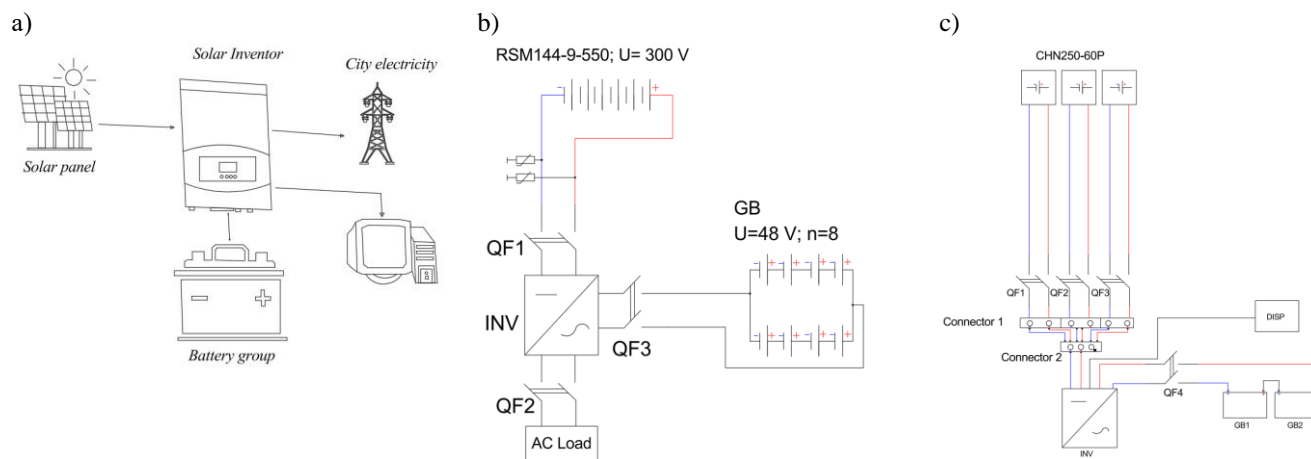 a)
Solar Inventor
City electricity
Solar panel
Battery group
b)
RSM144-9-550; U= 300 V
- +
QF1
GB
U=48 V; n=8
- + - + - + - +
INV
QF3
- + - + - + - +
QF2
AC Load
c)
CHN250-60P
QF1 QF2 QF3
Connector 1
DISP
Connector 2
QF4
GB1 GB2
INV